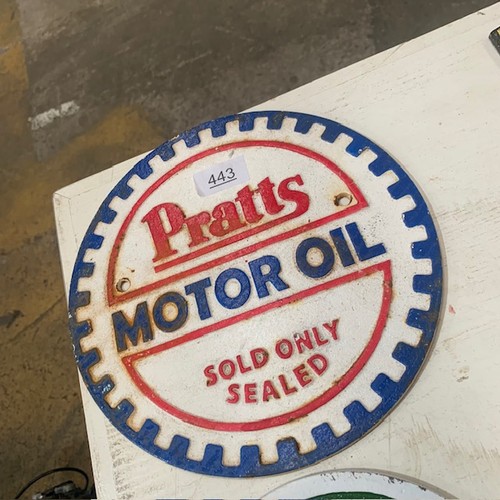 443
Pratts
MOTOR OIL
SOLD ONLY
SEALED